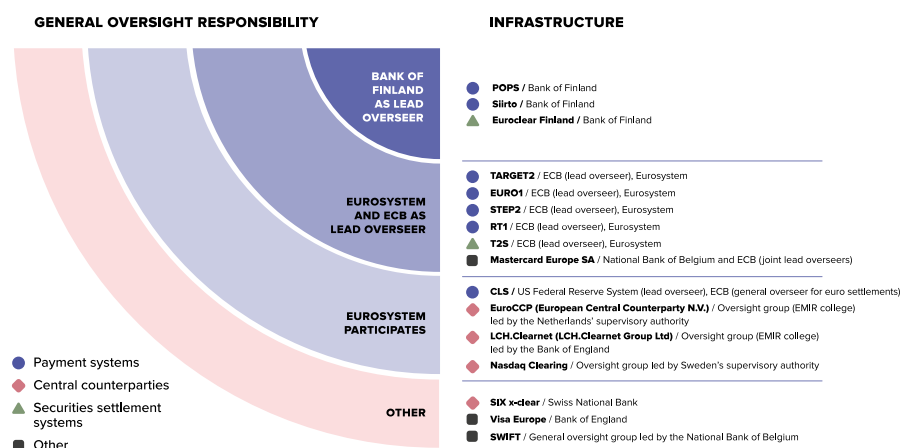 GENERAL OVERSIGHT RESPONSIBILITY
INFRASTRUCTURE
BANK OF
FINLAND
AS LEAD
OVERSEER
POPS / Bank of Finland
Siirto / Bank of Finland
Euroclear Finland / Bank of Finland
EUROSYSTEM
AND ECB AS
LEAD OVERSEER
TARGET2 / ECB (lead overseer), Eurosystem
EURO1 / ECB (lead overseer), Eurosystem
STEP2 / ECB (lead overseer), Eurosystem
RT1 / ECB (lead overseer), Eurosystem
T2S / ECB (lead overseer), Eurosystem
Mastercard Europe SA / National Bank of Belgium and ECB (joint lead overseers)
EUROSYSTEM
PARTICIPATES
CLS / US Federal Reserve System (lead overseer), ECB (general overseer for euro settlements)
EuroCCP (European Central Counterparty N.V.) / Oversight group (EMIR college)
led by the Netherlands' supervisory authority
LCH.Clearnet (LCH.Clearnet Group Ltd) / Oversight group (EMIR college)
led by the Bank of England
Nasdaq Clearing / Oversight group led by Sweden's supervisory authority
OTHER
SIX x-clear / Swiss National Bank
Visa Europe / Bank of England
SWIFT / General oversight group led by the National Bank of Belgium
Payment systems
Central counterparties
Securities settlement
systems
Other